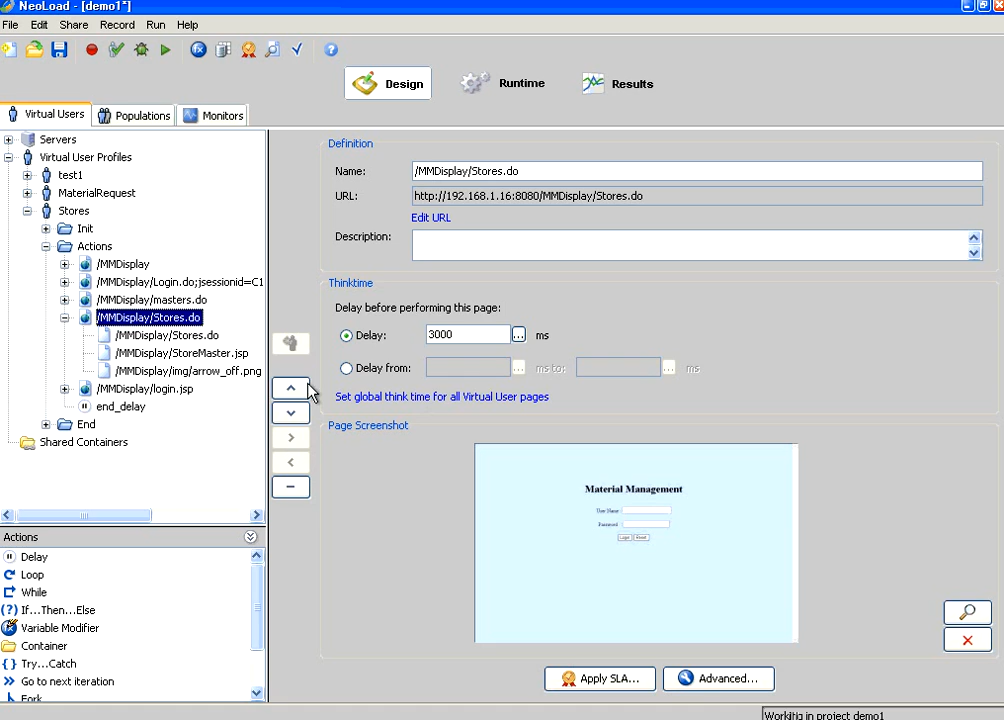 NeoLoad - [demo1*]
File Edit Share Record Run Help
Design Runtime Results
Virtual Users Populations Monitors
Servers
Virtual User Profiles
test1
MaterialRequest
Stores
Init
Actions
/MMDisplay
/MMDisplay/Login.do;jsessionid=C1
/MMDisplay/masters.do
/MMDisplay/Stores.do
/MMDisplay/Stores.do
/MMDisplay/StoreMaster.jsp
/MMDisplay/img/arrow_off.png
/MMDisplay/login.jsp
end_delay
End
Shared Containers
Actions
Delay
Loop
While
If...Then...Else
Variable Modifier
Container
Try...Catch
Go to next iteration
Fork
Definition
Name: /MMDisplay/Stores.do
URL: http://192.168.1.16:8080/MMDisplay/Stores.do
Edit URL
Description:
Thinktime
Delay before performing this page:
Delay: 3000 ... ms
Delay from: ... ms to: ... ms
Set global think time for all Virtual User pages
Page Screenshot
Material Management
User Name
Password
Login Reset
Apply SLA... Advanced...
Working in project demo1